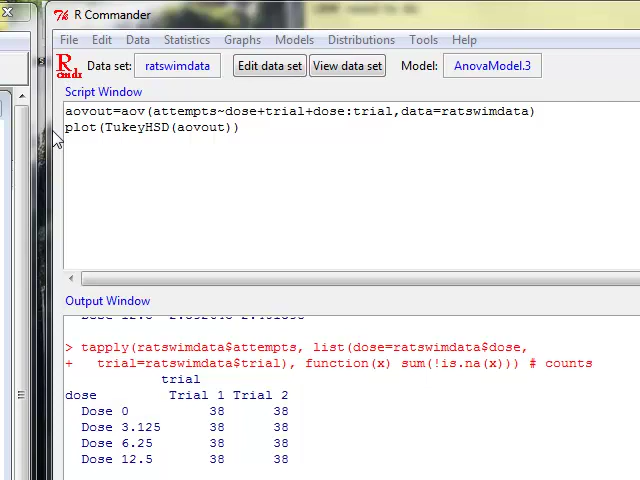 R Commander
File Edit Data Statistics Graphs Models Distributions Tools Help
R cmdr Data set: ratswimdata Edit data set View data set Model: AnovaModel.3
Script Window
aovout=aov(attempts~dose+trial+dose:trial,data=ratswimdata)
plot(TukeyHSD(aovout))
Output Window
> tapply(ratswimdata$attempts, list(dose=ratswimdata$dose,
+ trial=ratswimdata$trial), function(x) sum(!is.na(x))) # counts
trial
dose Trial 1 Trial 2
Dose 0 38 38
Dose 3.125 38 38
Dose 6.25 38 38
Dose 12.5 38 38